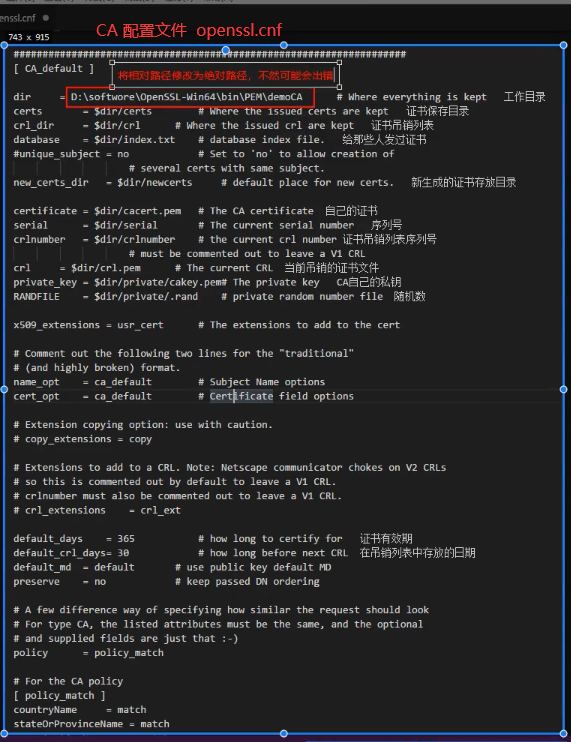 openssl.cnf
CA 配置文件 openssl.cnf
743 x 915
####################################################################
[ CA_default ]
将相对路径修改为绝对路径，不然可能会出错
dir = D:\softwore\OpenSSL-Win64\bin\PEM\demoCA # Where everything is kept 工作目录
certs = $dir/certs # Where the issued certs are kept 证书保存目录
crl_dir = $dir/crl # Where the issued crl are kept 证书吊销列表
database = $dir/index.txt # database index file. 给那些人发过证书
#unique_subject = no # Set to 'no' to allow creation of
# several certs with same subject.
new_certs_dir = $dir/newcerts # default place for new certs. 新生成的证书存放目录
certificate = $dir/cacert.pem # The CA certificate 自己的证书
serial = $dir/serial # The current serial number 序列号
crlnumber = $dir/crlnumber # the current crl number 证书吊销列表序列号
# must be commented out to leave a V1 CRL
crl = $dir/crl.pem # The current CRL 当前吊销的证书文件
private_key = $dir/private/cakey.pem# The private key CA自己的私钥
RANDFILE = $dir/private/.rand # private random number file 随机数
x509_extensions = usr_cert # The extensions to add to the cert
# Comment out the following two lines for the "traditional"
# (and highly broken) format.
name_opt = ca_default # Subject Name options
cert_opt = ca_default # Certificate field options
# Extension copying option: use with caution.
# copy_extensions = copy
# Extensions to add to a CRL. Note: Netscape communicator chokes on V2 CRLs
# so this is commented out by default to leave a V1 CRL.
# crlnumber must also be commented out to leave a V1 CRL.
# crl_extensions = crl_ext
default_days = 365 # how long to certify for 证书有效期
default_crl_days= 30 # how long before next CRL 在吊销列表中存放的日期
default_md = default # use public key default MD
preserve = no # keep passed DN ordering
# A few difference way of specifying how similar the request should look
# For type CA, the listed attributes must be the same, and the optional
# and supplied fields are just that :-)
policy = policy_match
# For the CA policy
[ policy_match ]
countryName = match
stateOrProvinceName = match